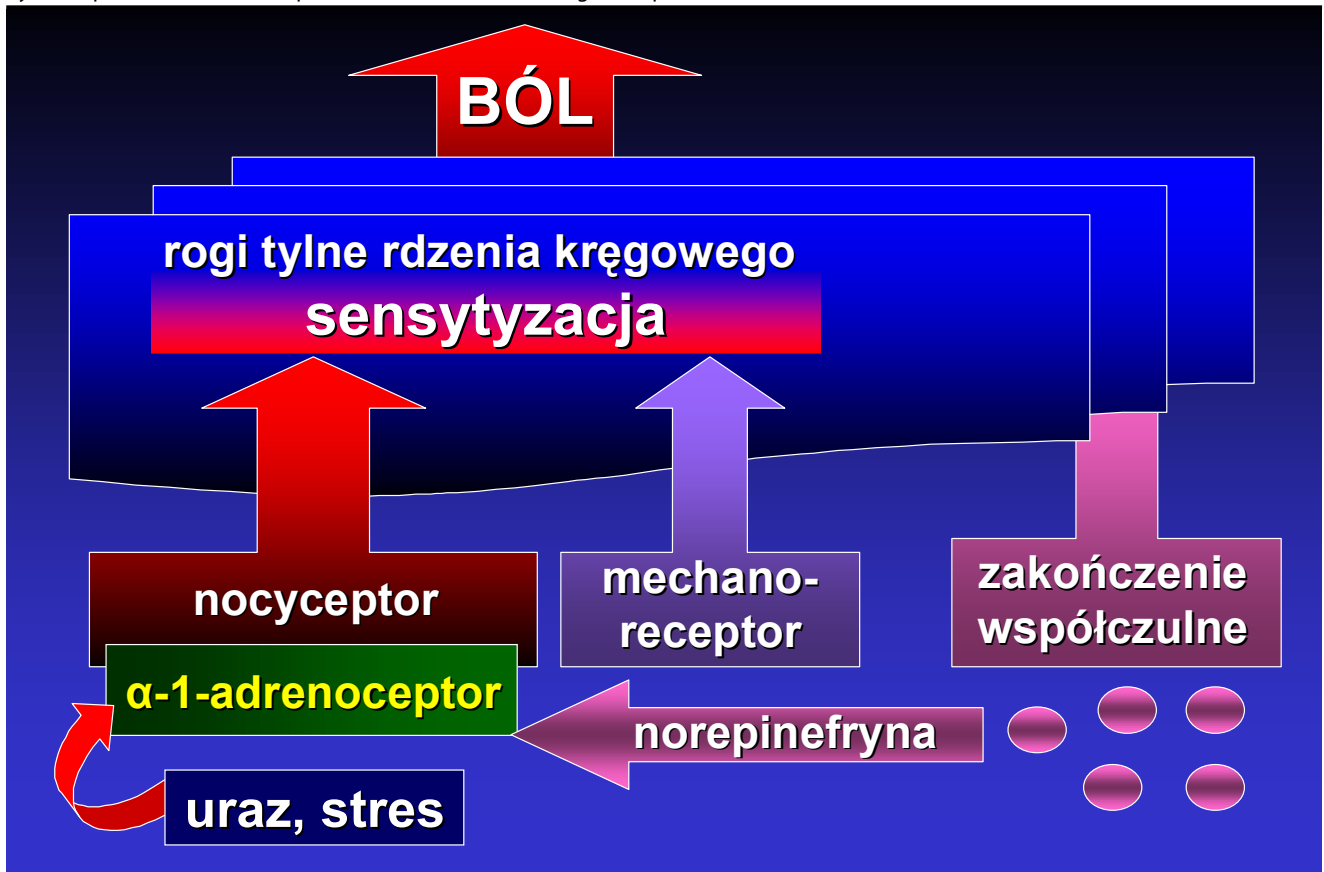 BÓL
rogi tylne rdzenia kręgowego
sensytyzacja
nocyceptor
mechano-
receptor
zakończenie
współczulne
α-1-adrenoceptor
norepinefryna
uraz, stres